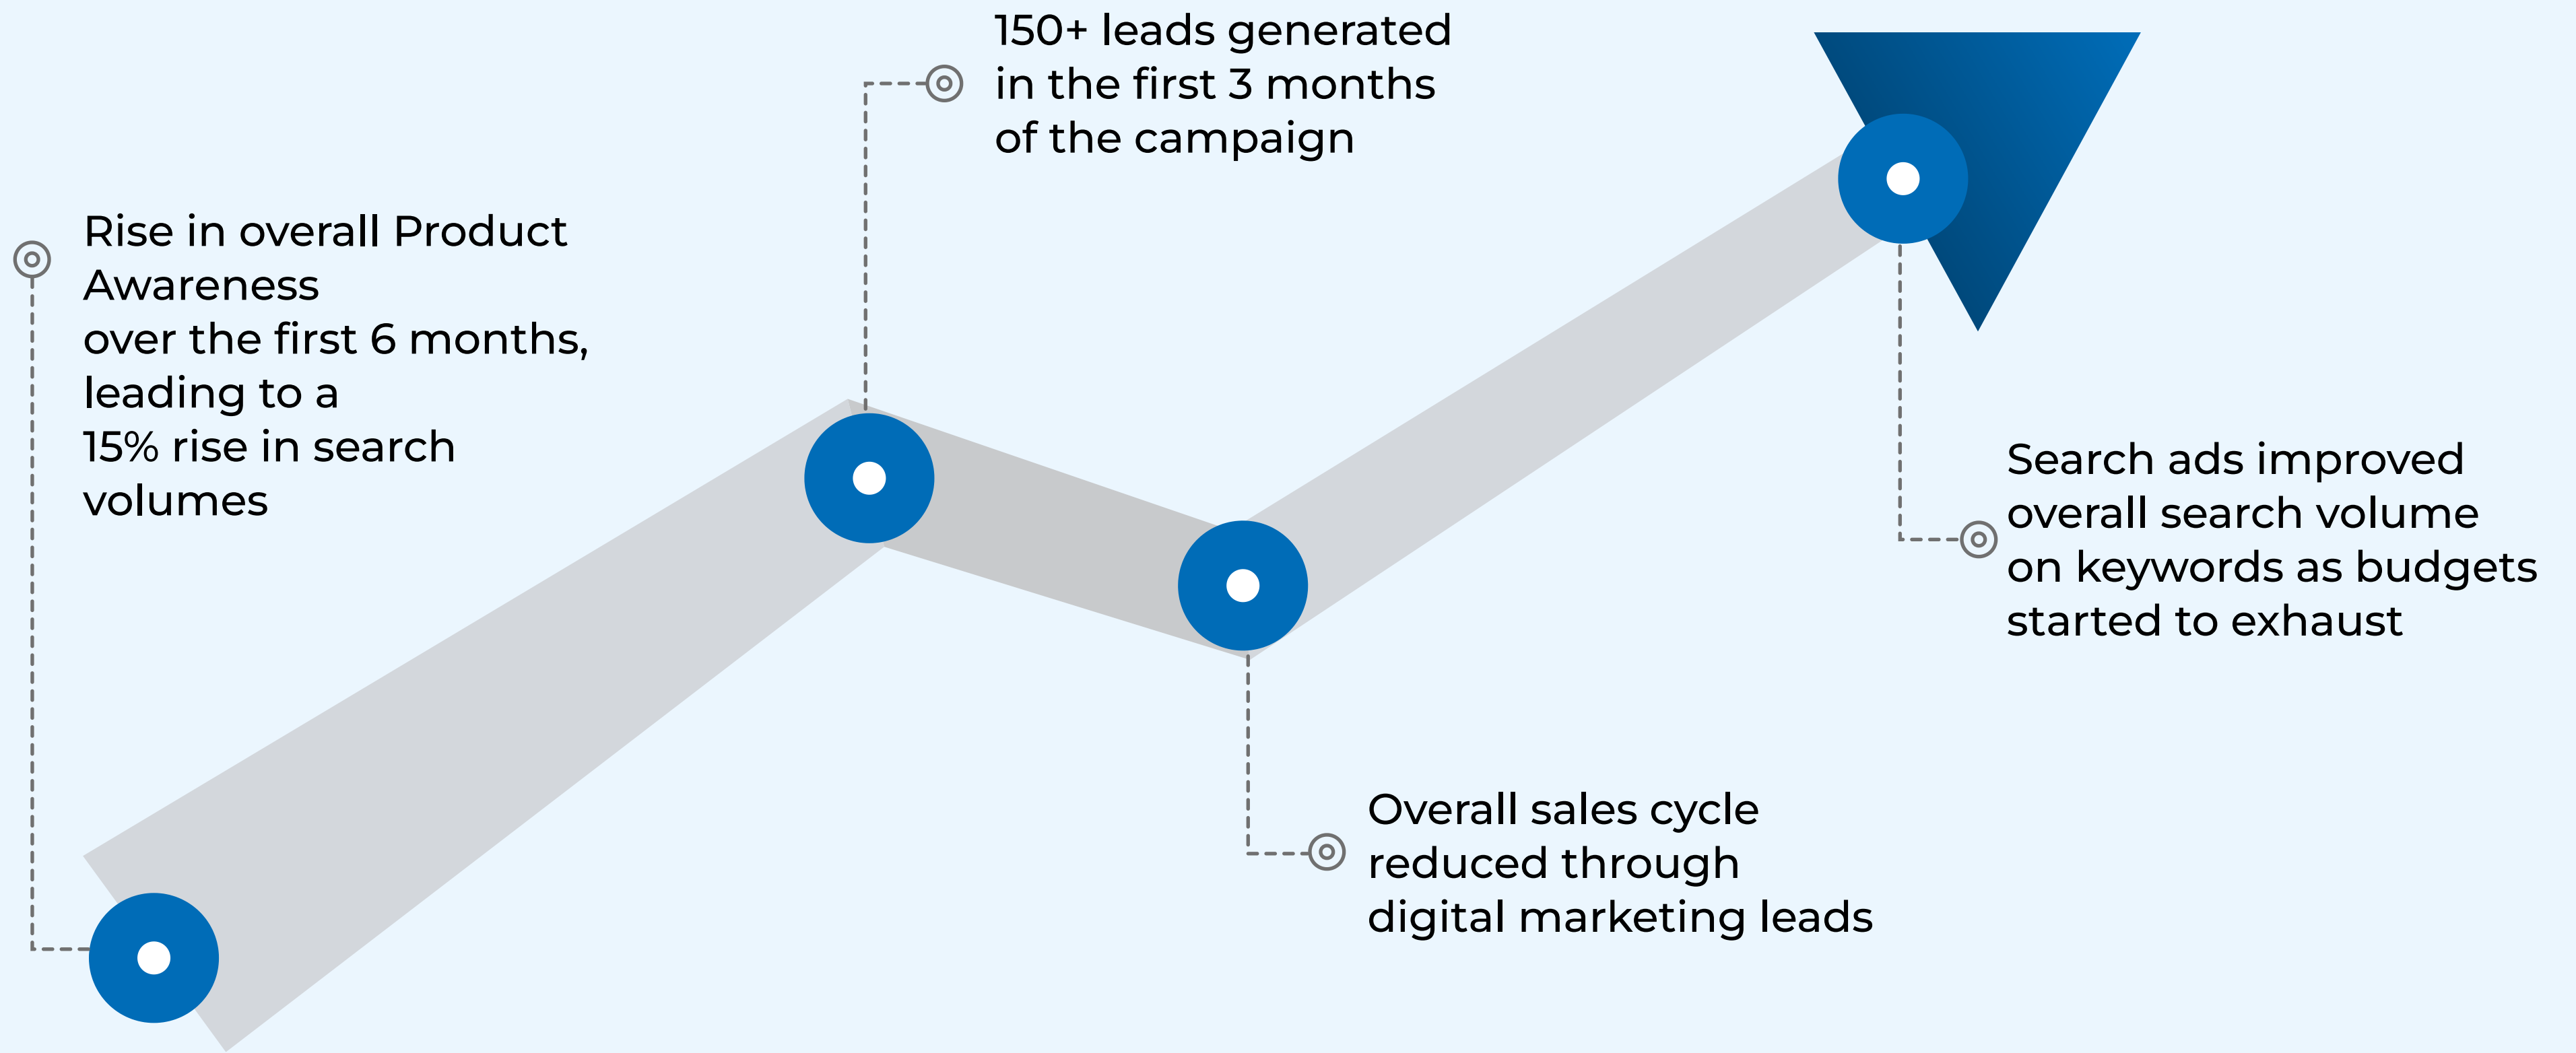 Rise in overall Product
Awareness
over the first 6 months,
leading to a
15% rise in search
volumes
150+ leads generated
in the first 3 months
of the campaign
Overall sales cycle
reduced through
digital marketing leads
Search ads improved
overall search volume
on keywords as budgets
started to exhaust